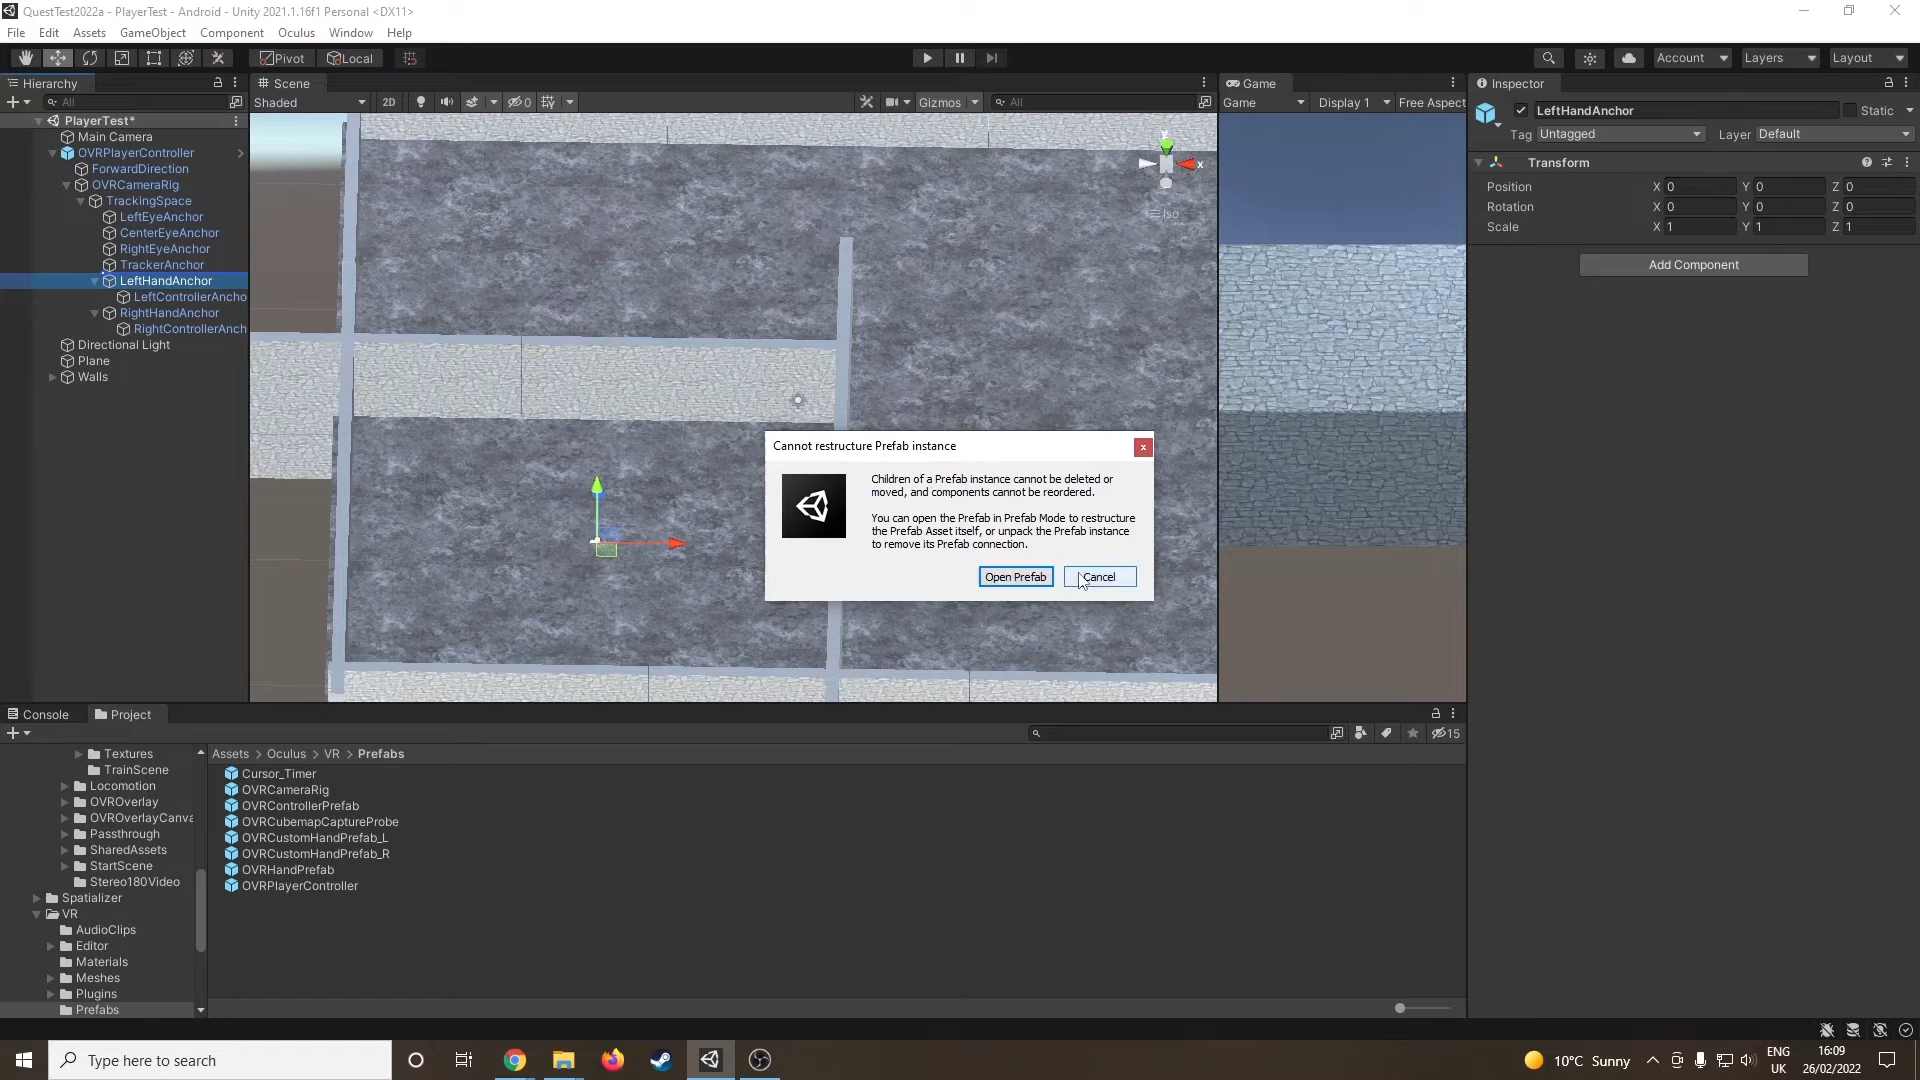 QuestTest2022a - PlayerTest - Android - Unity 2021.1.16f1 Personal <DX11>
File Edit Assets GameObject Component Oculus Window Help
Pivot Local Account Layers Layout
Hierarchy
All
PlayerTest*
Main Camera
OVRPlayerController
ForwardDirection
OVRCameraRig
TrackingSpace
LeftEyeAnchor
CenterEyeAnchor
RightEyeAnchor
TrackerAnchor
LeftHandAnchor
LeftControllerAncho
RightHandAnchor
RightControllerAnch
Directional Light
Plane
Walls
Scene
Shaded 2D 0 Gizmos All
y
x
Iso
Game
Game Display 1 Free Aspect
Inspector
LeftHandAnchor Static
Tag Untagged Layer Default
Transform
Position X 0 Y 0 Z 0
Rotation X 0 Y 0 Z 0
Scale X 1 Y 1 Z 1
Add Component
Cannot restructure Prefab instance
x
Children of a Prefab instance cannot be deleted or
moved, and components cannot be reordered.
You can open the Prefab in Prefab Mode to restructure
the Prefab Asset itself, or unpack the Prefab instance
to remove its Prefab connection.
Open Prefab Cancel
Console Project
15
Textures
TrainScene
Locomotion
OVROverlay
OVROverlayCanva
Passthrough
SharedAssets
StartScene
Stereo180Video
Spatializer
VR
AudioClips
Editor
Materials
Meshes
Plugins
Prefabs
Assets > Oculus > VR > Prefabs
Cursor_Timer
OVRCameraRig
OVRControllerPrefab
OVRCubemapCaptureProbe
OVRCustomHandPrefab_L
OVRCustomHandPrefab_R
OVRHandPrefab
OVRPlayerController
Type here to search
10°C Sunny
ENG
UK
16:09
26/02/2022